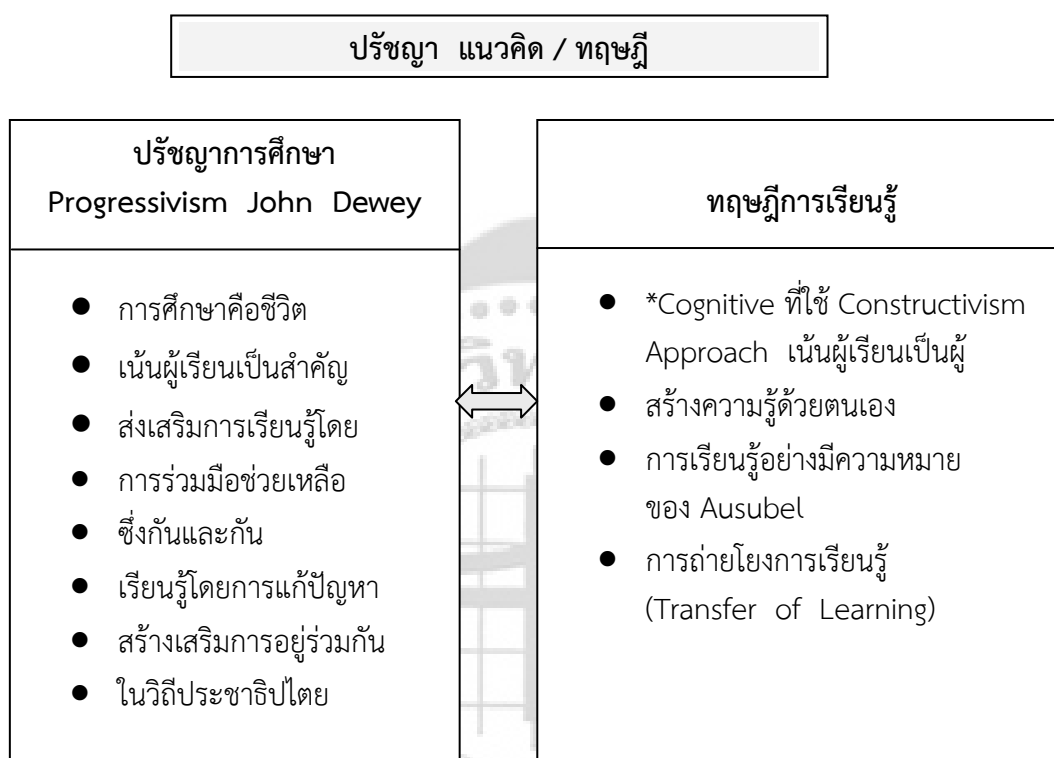 ปรัชญา แนวคิด / ทฤษฎี
ปรัชญาการศึกษา
Progressivism John Dewey
● การศึกษาคือชีวิต
● เน้นผู้เรียนเป็นสำคัญ
● ส่งเสริมการเรียนรู้โดย
● การร่วมมือช่วยเหลือ
● ซึ่งกันและกัน
● เรียนรู้โดยการแก้ปัญหา
● สร้างเสริมการอยู่ร่วมกัน
● ในวิถีประชาธิปไตย
ทฤษฎีการเรียนรู้
● *Cognitive ที่ใช้ Constructivism
Approach เน้นผู้เรียนเป็นผู้
● สร้างความรู้ด้วยตนเอง
● การเรียนรู้อย่างมีความหมาย
ของ Ausubel
● การถ่ายโยงการเรียนรู้
(Transfer of Learning)